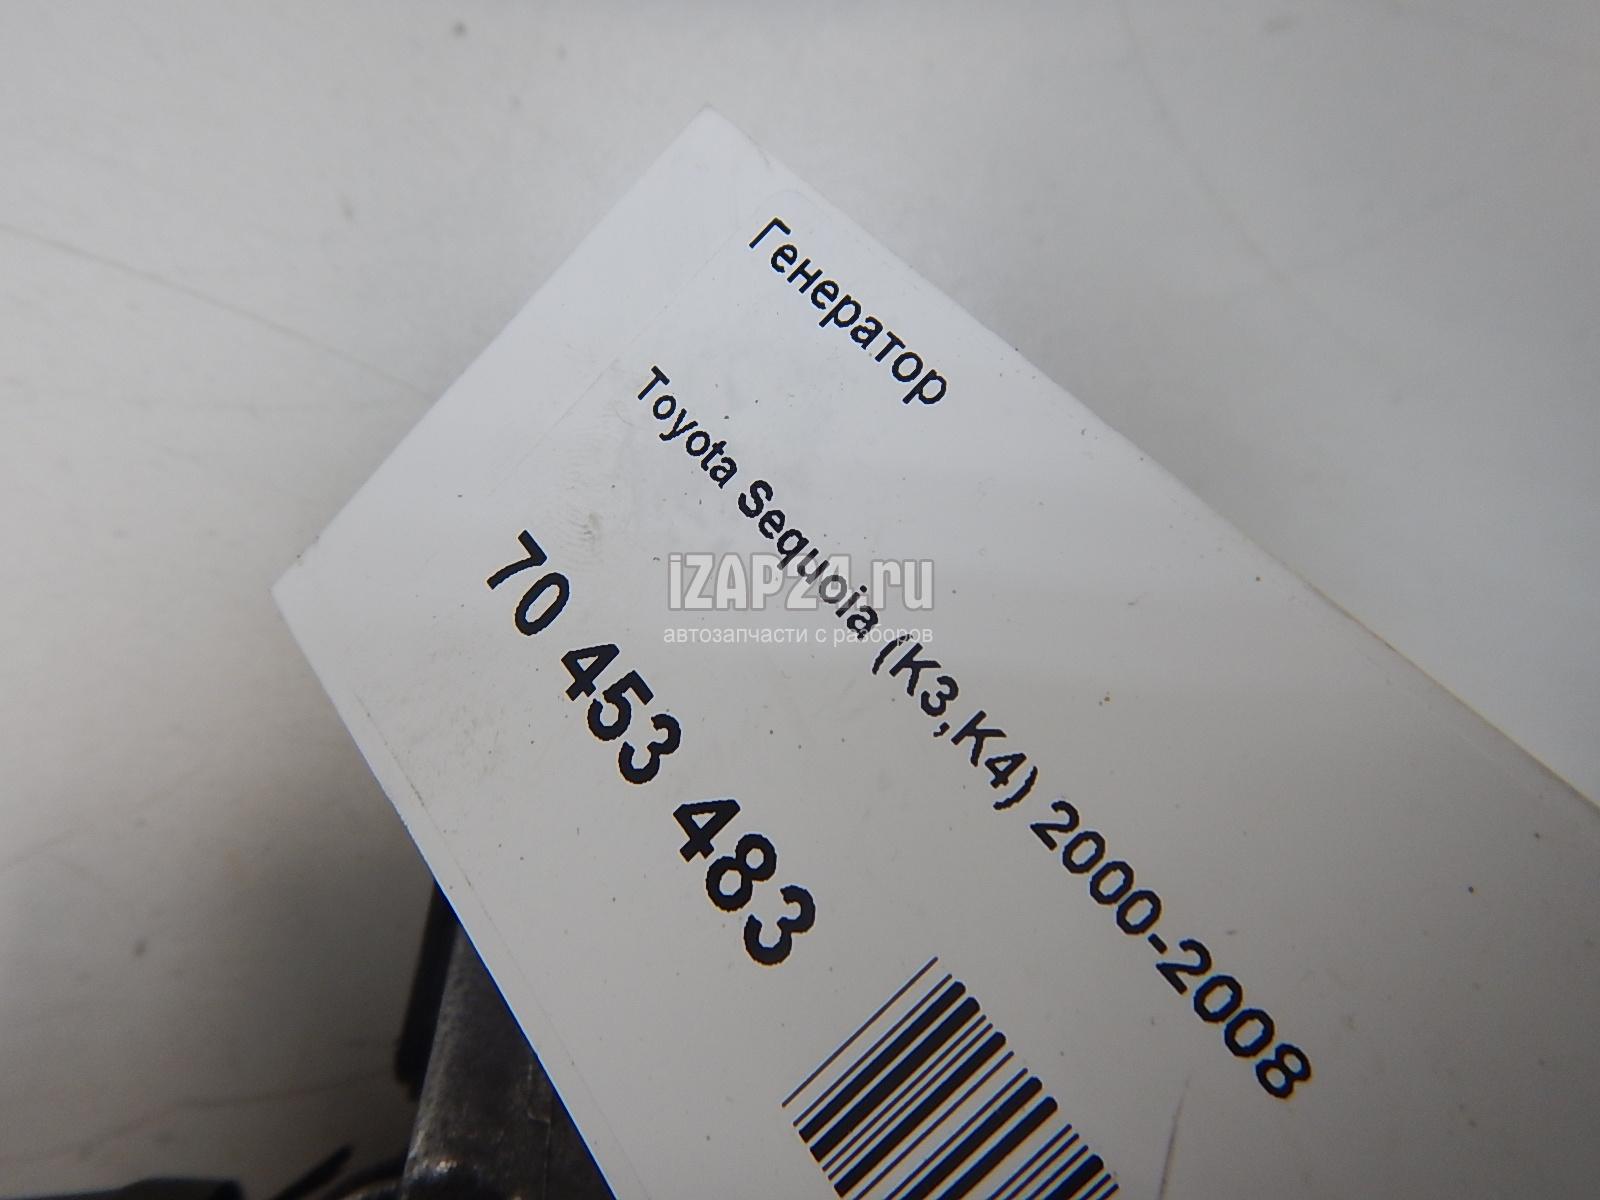 Генератор
Toyota Sequoia (K3,K4) 2000-2008
70 453 483
iZAP24.ru
автозапчасти с разборов